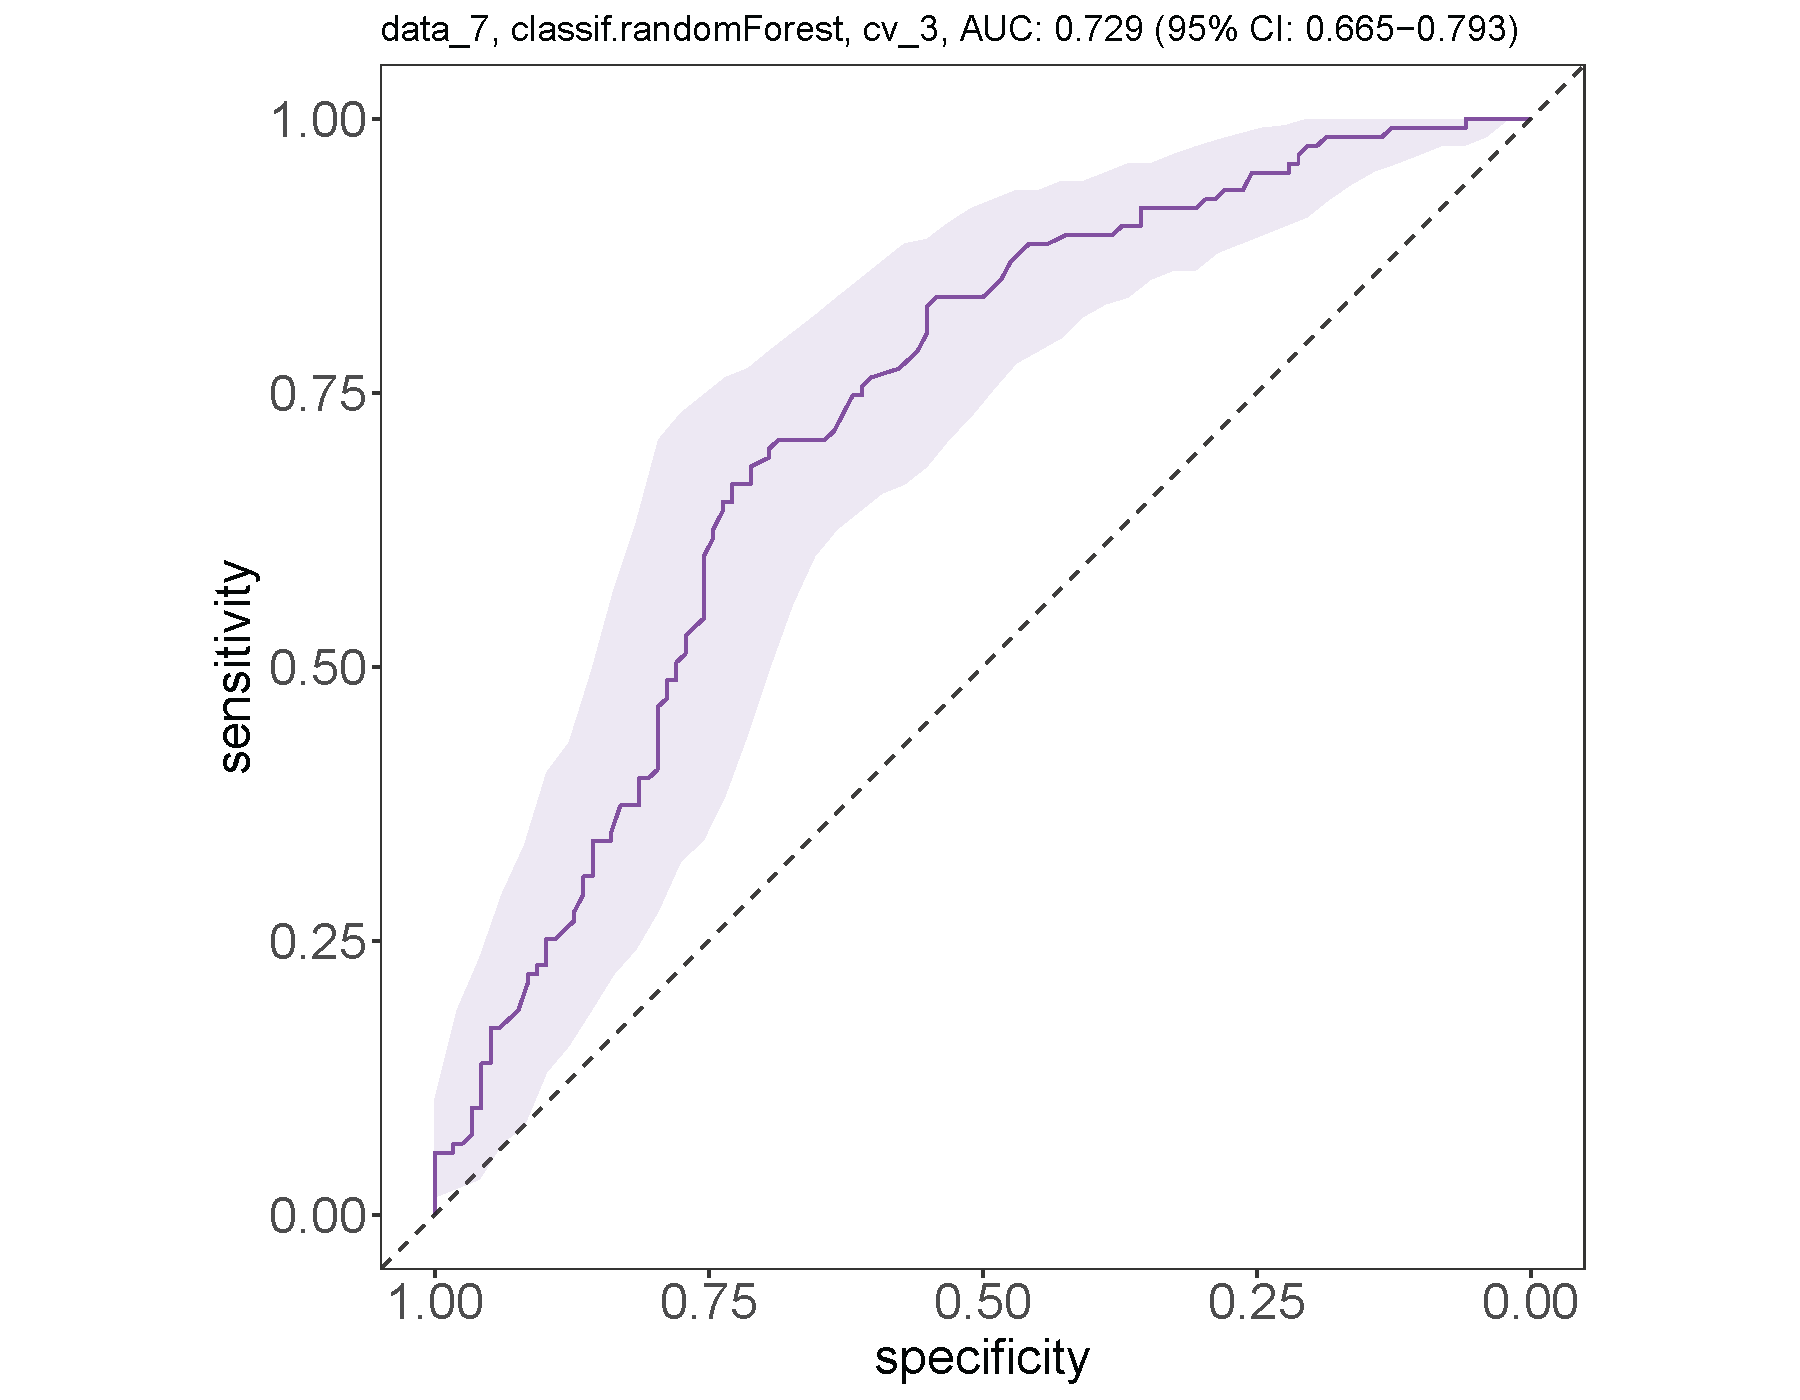 data_7, classif.randomForest, cv_3, AUC: 0.729 (95% CI: 0.665−0.793)
1.00
0.75
0.50
0.25
0.00
sensitivity
1.00 0.75 0.50 0.25 0.00
specificity